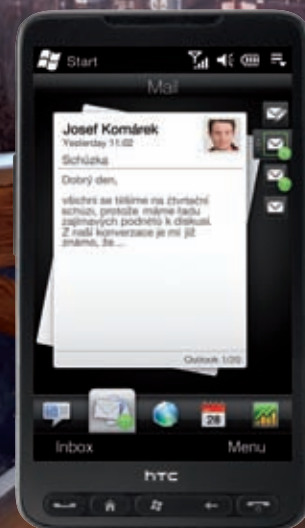 Start
Mail
Josef Komárek
Yesterday 11:02
Schůzka
Dobrý den,
všichni se těšíme na čtvrteční
schůzi, protože máme řadu
zajímavých podnětů k diskusi.
Z naší konverzace je mi již
známo, že...
Outlook 1/20
28
Inbox Menu
hTC